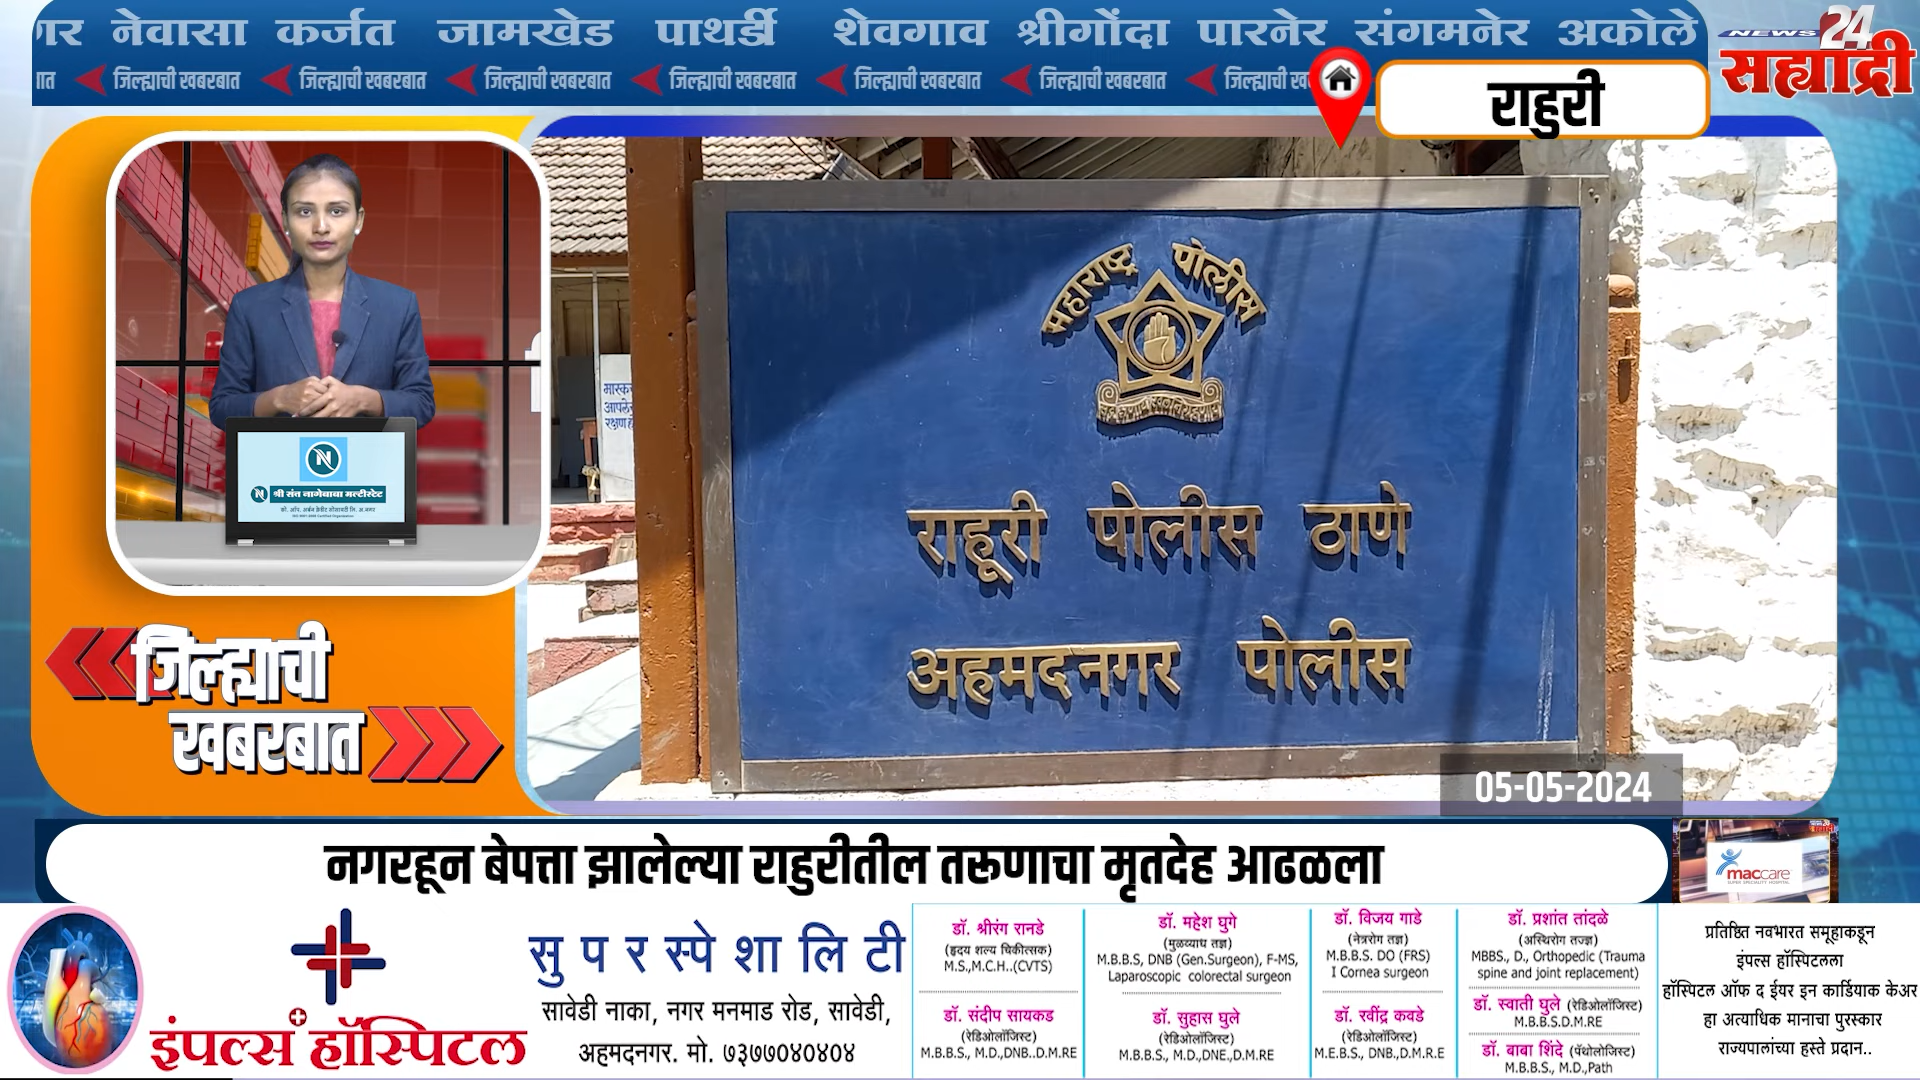 नेवासा कर्जत जामखेड पाथर्डी शेवगाव श्रीगोंदा पारनेर संगमनेर अकोले
NEWS 24
सह्याद्री
जिल्ह्याची खबरबात जिल्ह्याची खबरबात जिल्ह्याची खबरबात जिल्ह्याची खबरबात जिल्ह्याची खबरबात जिल्ह्याची खबरबात
राहुरी
महाराष्ट्र पोलीस
राहूरी पोलीस ठाणे
अहमदनगर पोलीस
N
श्री संत नागेबाबा मल्टीस्टेट
जिल्ह्याची
खबरबात
05-05-2024
नगरहून बेपत्ता झालेल्या राहुरीतील तरूणाचा मृतदेह आढळला
maccare
SUPER SPECIALITY HOSPITAL
इंपल्स हॉस्पिटल
सुपरस्पेशालिटी
सावेडी नाका, नगर मनमाड रोड, सावेडी,
अहमदनगर. मो. ७३७७०४०४०४
डॉ. श्रीरंग रानडे
(हृदय शल्य चिकीत्सक)
M.S.,M.C.H..(CVTS)
डॉ. संदीप सायकड
(रेडिओलॉजिस्ट)
M.B.B.S., M.D.,DNB..D.M.RE
डॉ. महेश घुगे
(मुळव्याध तज्ञ)
M.B.B.S, DNB (Gen.Surgeon), F-MS,
Laparoscopic colorectal surgeon
डॉ. सुहास घुले
(रेडिओलॉजिस्ट)
M.B.B.S., M.D.,DNE.,D.M.RE
डॉ. विजय गाडे
(नेत्ररोग तज्ञ)
M.B.B.S. DO (FRS)
I Cornea surgeon
डॉ. रवींद्र कवडे
(रेडिओलॉजिस्ट)
M.E.B.S., DNB.,D.M.R.E
डॉ. प्रशांत तांदळे
(अस्थिरोग तज्ज्ञ)
MBBS., D., Orthopedic (Trauma
spine and joint replacement)
डॉ. स्वाती घुले (रेडिओलॉजिस्ट)
M.B.B.S.D.M.RE
डॉ. बाबा शिंदे (पॅथोलोजिस्ट)
M.B.B.S., M.D.,Path
प्रतिष्ठित नवभारत समूहाकडून
इंपल्स हॉस्पिटलला
हॉस्पिटल ऑफ द ईयर इन कार्डियाक केअर
हा अत्याधिक मानाचा पुरस्कार
राज्यपालांच्या हस्ते प्रदान..